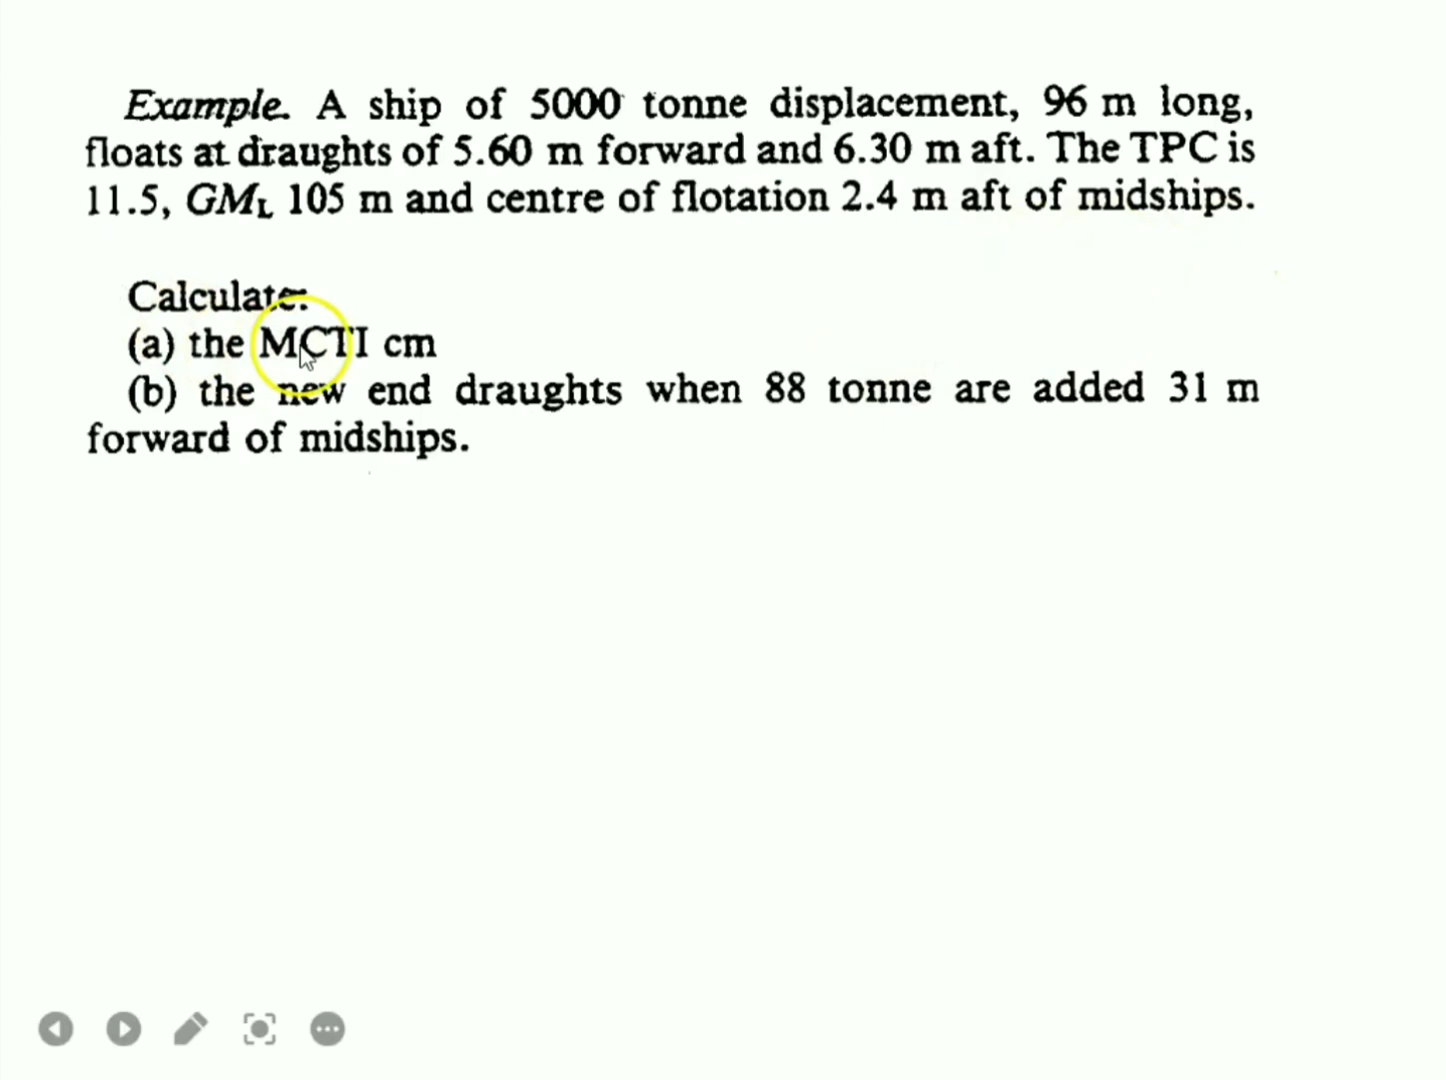 Example. A ship of 5000 tonne displacement, 96 m long,
floats at draughts of 5.60 m forward and 6.30 m aft. The TPC is
11.5, GML 105 m and centre of flotation 2.4 m aft of midships.
Calculate:
(a) the MCTI cm
(b) the new end draughts when 88 tonne are added 31 m
forward of midships.